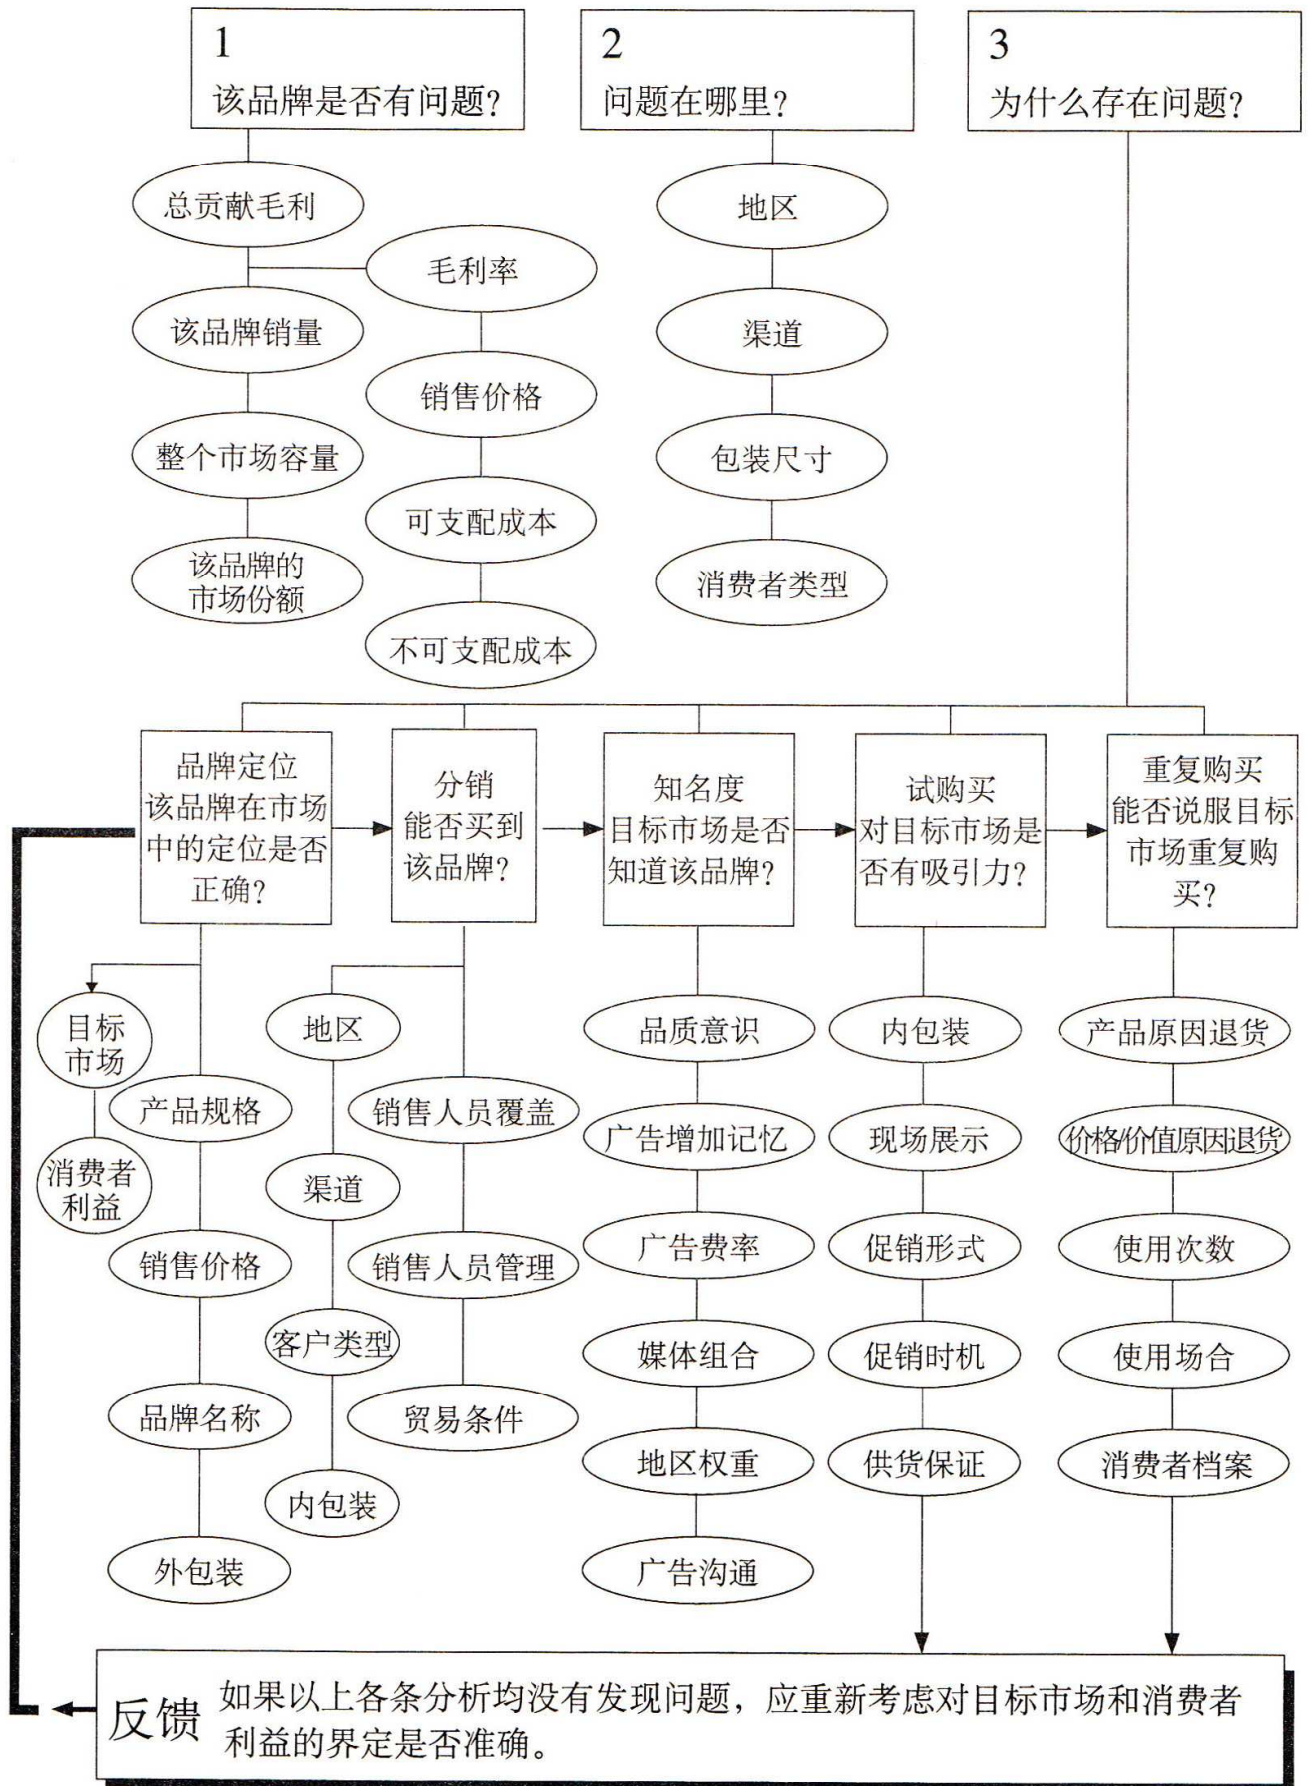 1
该品牌是否有问题?
2
问题在哪里?
3
为什么存在问题?
总贡献毛利
毛利率
该品牌销量
销售价格
整个市场容量
可支配成本
该品牌的
市场份额
不可支配成本
地区
渠道
包装尺寸
消费者类型
品牌定位
该品牌在市场
中的定位是否
正确?
分销
能否买到
该品牌?
知名度
目标市场是否
知道该品牌?
试购买
对目标市场是
否有吸引力?
重复购买
能否说服目标
市场重复购
买?
目标
市场
消费者
利益
产品规格
销售价格
品牌名称
外包装
地区
渠道
客户类型
内包装
销售人员覆盖
销售人员管理
贸易条件
品质意识
广告增加记忆
广告费率
媒体组合
地区权重
广告沟通
内包装
现场展示
促销形式
促销时机
供货保证
产品原因退货
价格/价值原因退货
使用次数
使用场合
消费者档案
反馈
如果以上各条分析均没有发现问题，应重新考虑对目标市场和消费者
利益的界定是否准确。